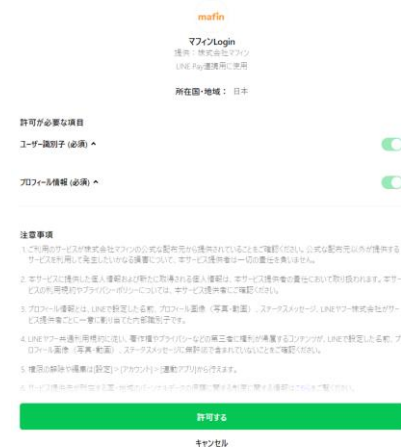 mafin
マフィンLogin
提供：株式会社マフィン
LINE Pay連携用に使用
所在国・地域： 日本
許可が必要な項目
ユーザー識別子 (必須) ^
プロフィール情報 (必須) ^
注意事項
1. ご利用のサービスが株式会社マフィンの公式な配布元から提供されていることをご確認ください。公式な配布元以外が提供する
サービスを利用して発生したいかなる損害について、本サービス提供者は一切の責任を負いません。
2. 本サービスに提供した個人情報および新たに取得される個人情報は、本サービス提供者の責任において取り扱われます。本サー
ビスの利用規約やプライバシーポリシーについては、本サービス提供者にご確認ください。
3. プロフィール情報とは、LINEで設定した名前、プロフィール画像（写真・動画）、ステータスメッセージ、LINEヤフー株式会社がサー
ビス提供者ごとに一意に割り当てた内部識別子です。
4. LINEヤフー共通利用規約に従い、著作権やプライバシーなどの第三者に権利が帰属するコンテンツが、LINEで設定した名前、プ
ロフィール画像（写真・動画）、ステータスメッセージに無許諾で含まれていないことをご確認ください。
5. 権限の解除や編集は[設定]>[アカウント]>[連動アプリ]から行えます。
許可する
キャンセル